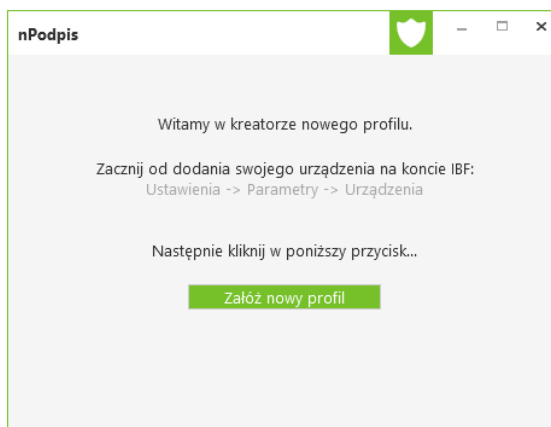 nPodpis
Witamy w kreatorze nowego profilu.
Zacznij od dodania swojego urządzenia na koncie IBF:
Ustawienia -> Parametry -> Urządzenia
Następnie kliknij w poniższy przycisk...
Załóż nowy profil